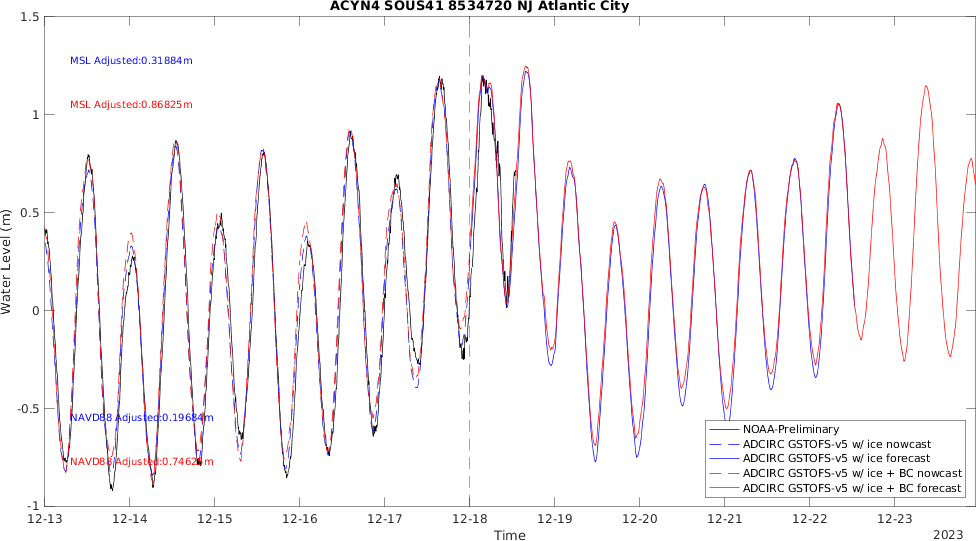 ACYN4 SOUS41 8534720 NJ Atlantic City
1.5
1
0.5
0
-0.5
-1
Water Level (m)
MSL Adjusted:0.31884m
MSL Adjusted:0.86825m
NAVD88 Adjusted:0.19684m
NAVD88 Adjusted:0.74625m
NOAA-Preliminary
ADCIRC GSTOFS-v5 w/ ice nowcast
ADCIRC GSTOFS-v5 w/ ice forecast
ADCIRC GSTOFS-v5 w/ ice + BC nowcast
ADCIRC GSTOFS-v5 w/ ice + BC forecast
12-13 12-14 12-15 12-16 12-17 12-18 12-19 12-20 12-21 12-22 12-23
Time
2023